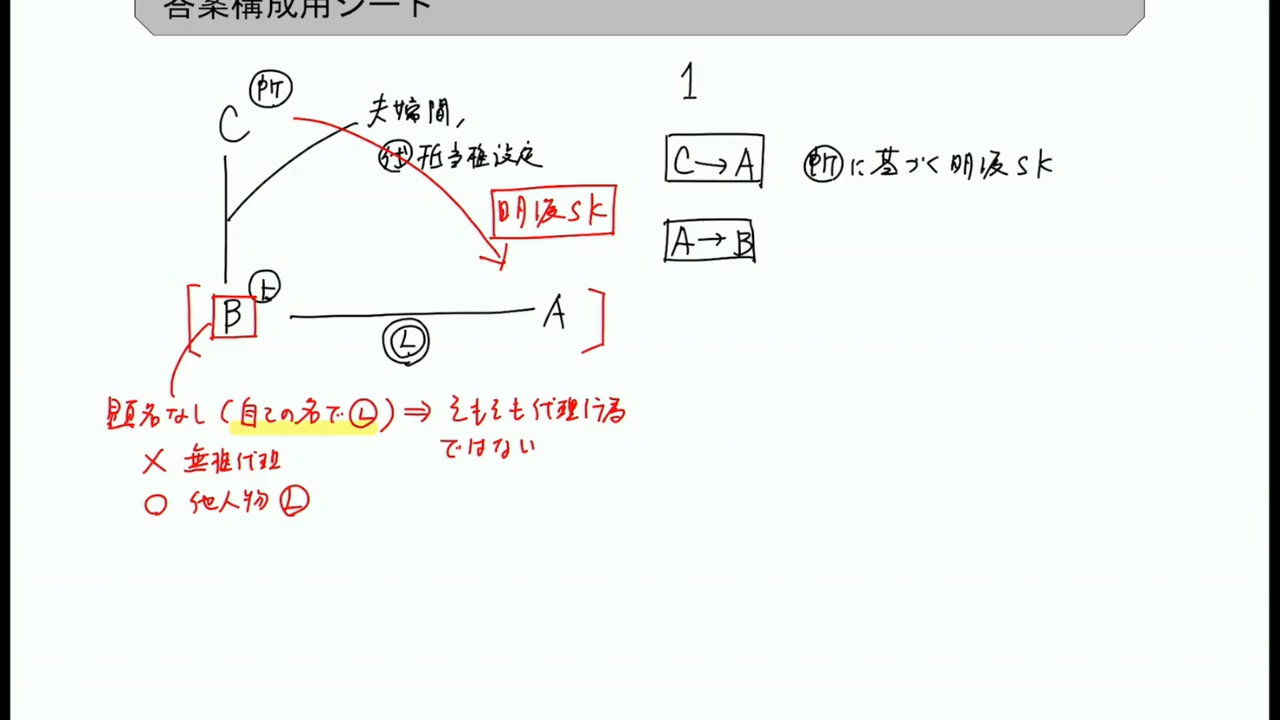 答案構成用シート
C 所
夫婦間,
代 抵当権設定
明渡SK
B ト
L
A
顕名なし(自己の名でL)⇒そもそも代理行為
ではない
× 無権代理
○ 他人物L
1
C→A 所に基づく明渡SK
A→B